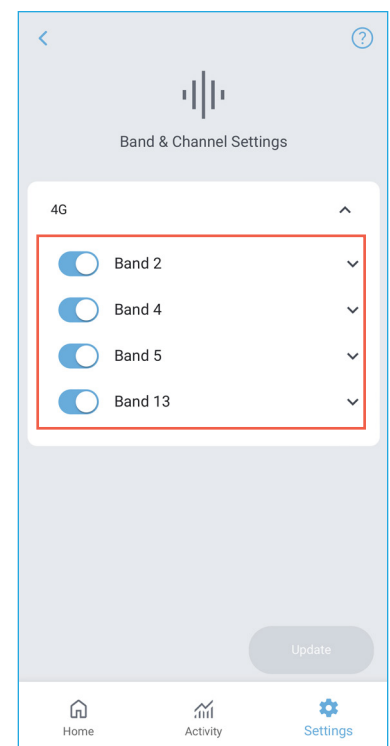 ?
Band & Channel Settings
4G
Band 2
Band 4
Band 5
Band 13
Update
Home
Activity
Settings